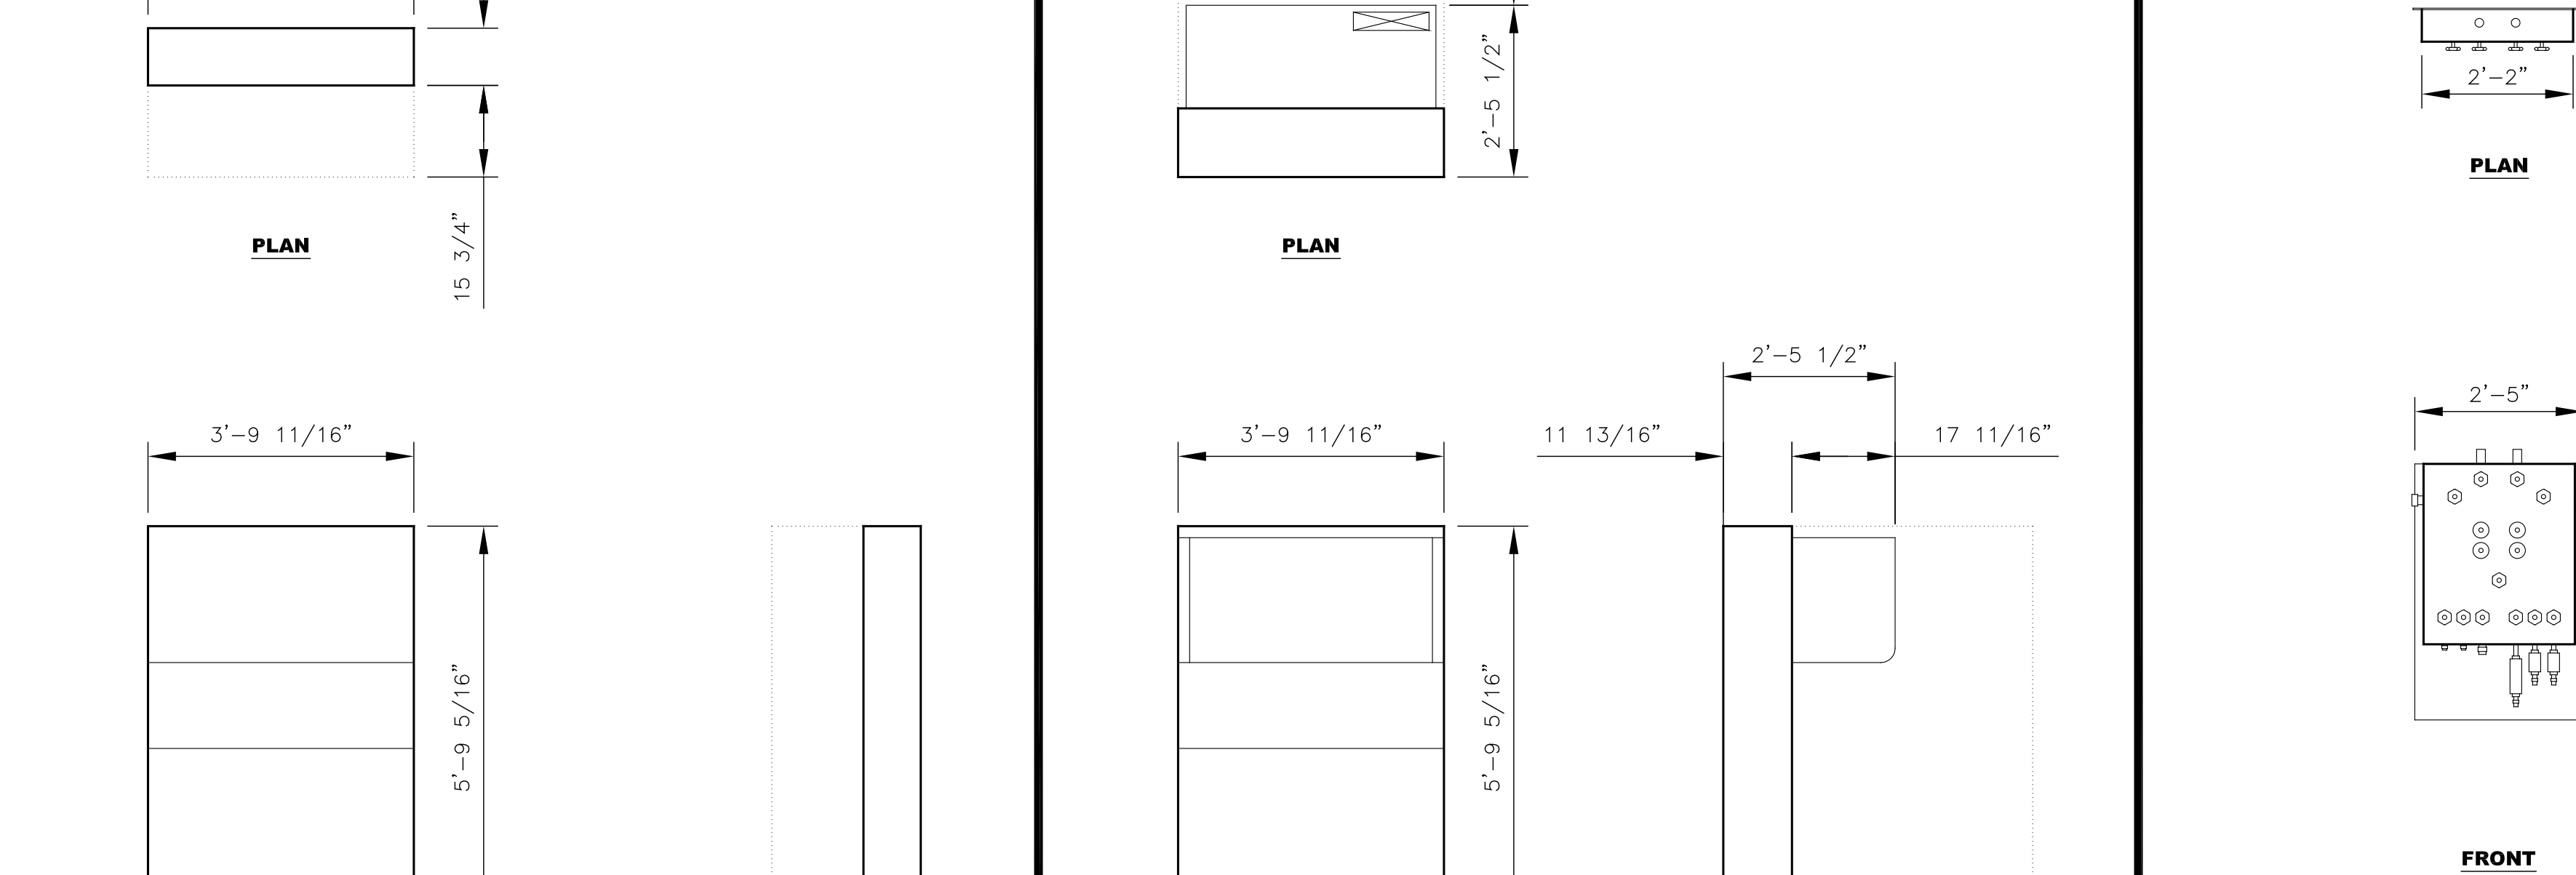 PLAN
15 3/4”
3’–9 11/16”
5’–9 5/16”
2’–5 1/2”
PLAN
2’–5 1/2”
3’–9 11/16”
11 13/16”
17 11/16”
5’–9 5/16”
2’–2”
PLAN
2’–5”
FRONT